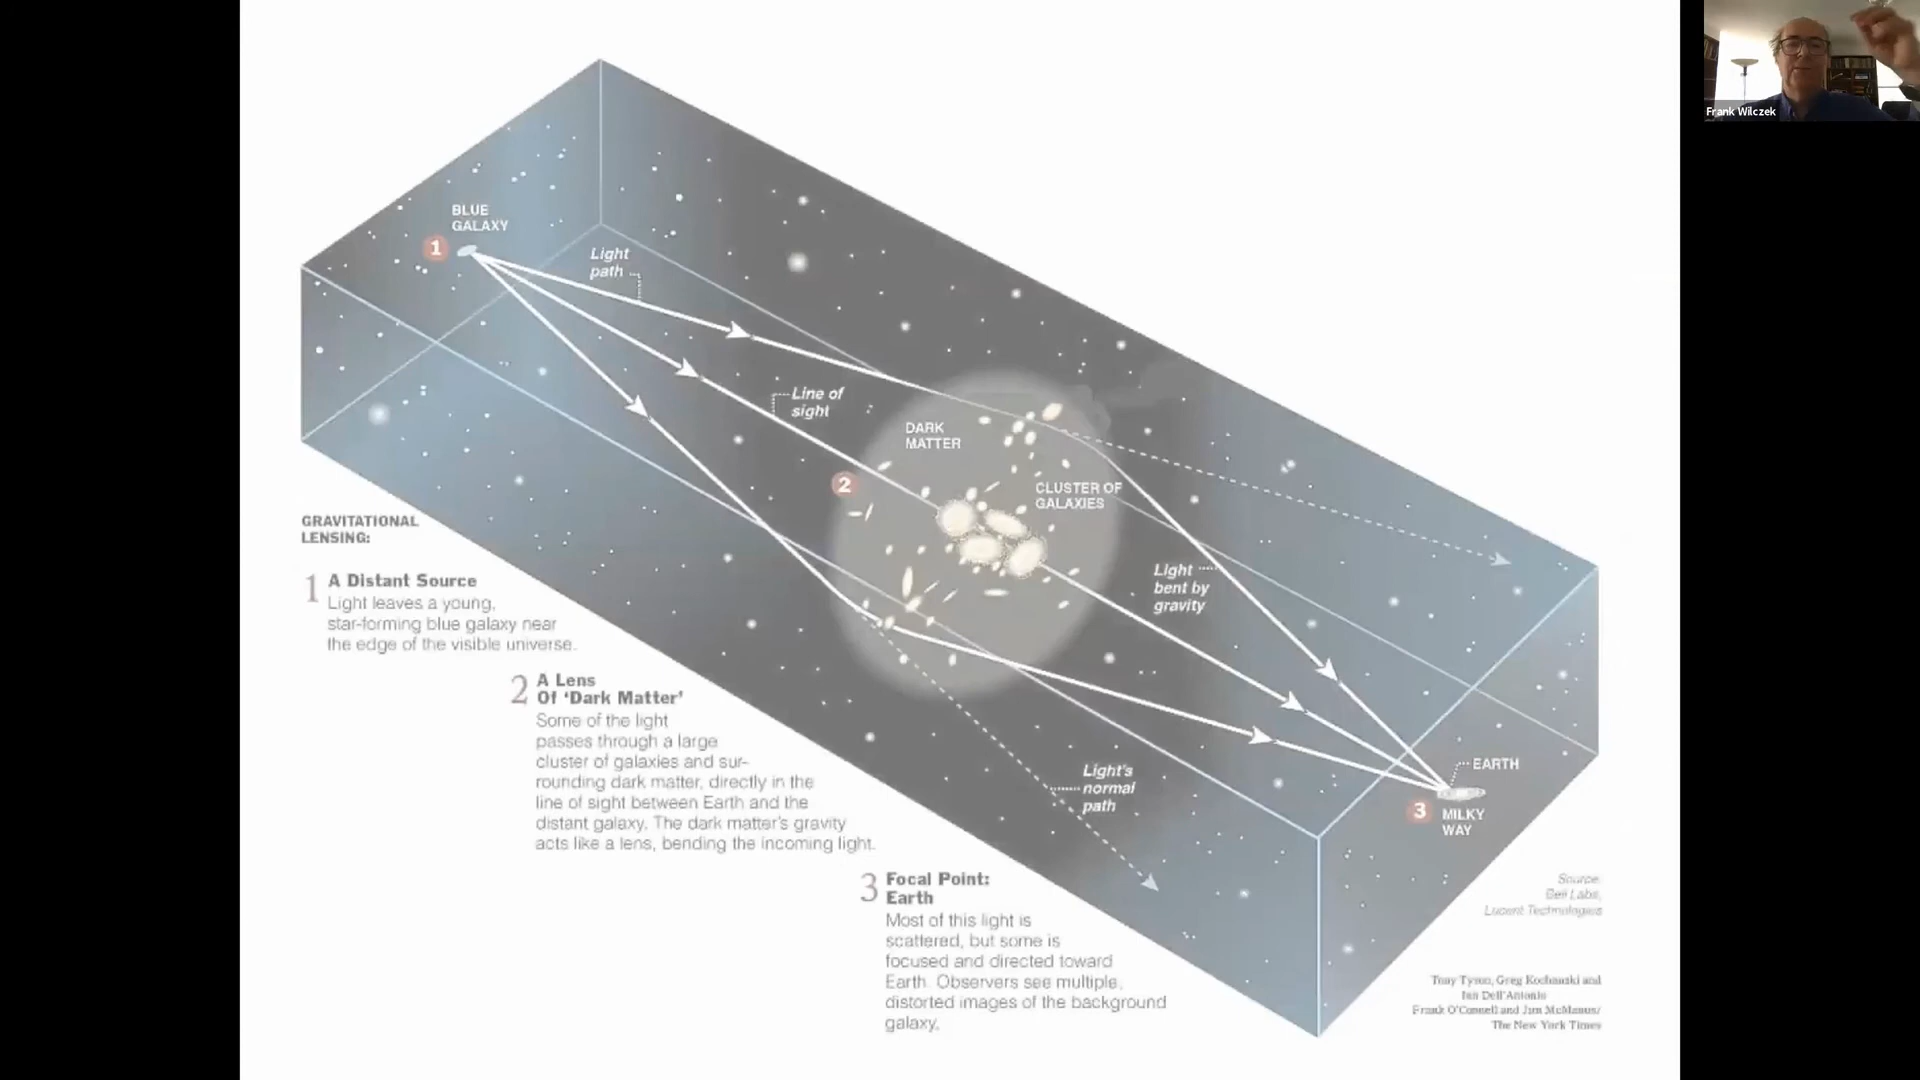 Frank Wilczek
BLUE
GALAXY
1
Light
path
Line of
sight
DARK
MATTER
2
CLUSTER OF
GALAXIES
Light
bent by
gravity
Light's
normal
path
EARTH
3
MILKY
WAY
GRAVITATIONAL
LENSING:
1 A Distant Source
Light leaves a young,
star-forming blue galaxy near
the edge of the visible universe.
2 A Lens
Of ‘Dark Matter’
Some of the light
passes through a large
cluster of galaxies and sur-
rounding dark matter, directly in the
line of sight between Earth and the
distant galaxy. The dark matter's gravity
acts like a lens, bending the incoming light.
3 Focal Point:
Earth
Most of this light is
scattered, but some is
focused and directed toward
Earth. Observers see multiple,
distorted images of the background
galaxy.
Source:
Bell Labs,
Lucent Technologies
Tony Tyson, Greg Kochanski and
Ian Dell'Antonio
Frank O'Connell and Jim McManus/
The New York Times